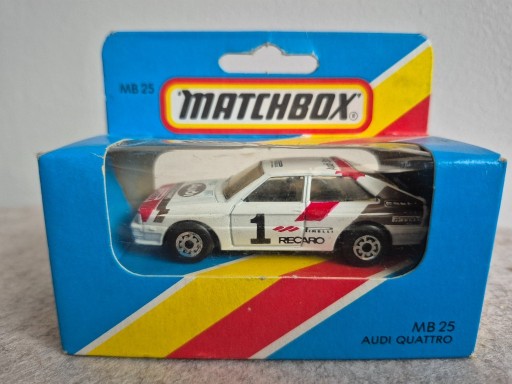 MB 25
MATCHBOX®
1
PIRELLI
RECARO
MB 25
AUDI QUATTRO